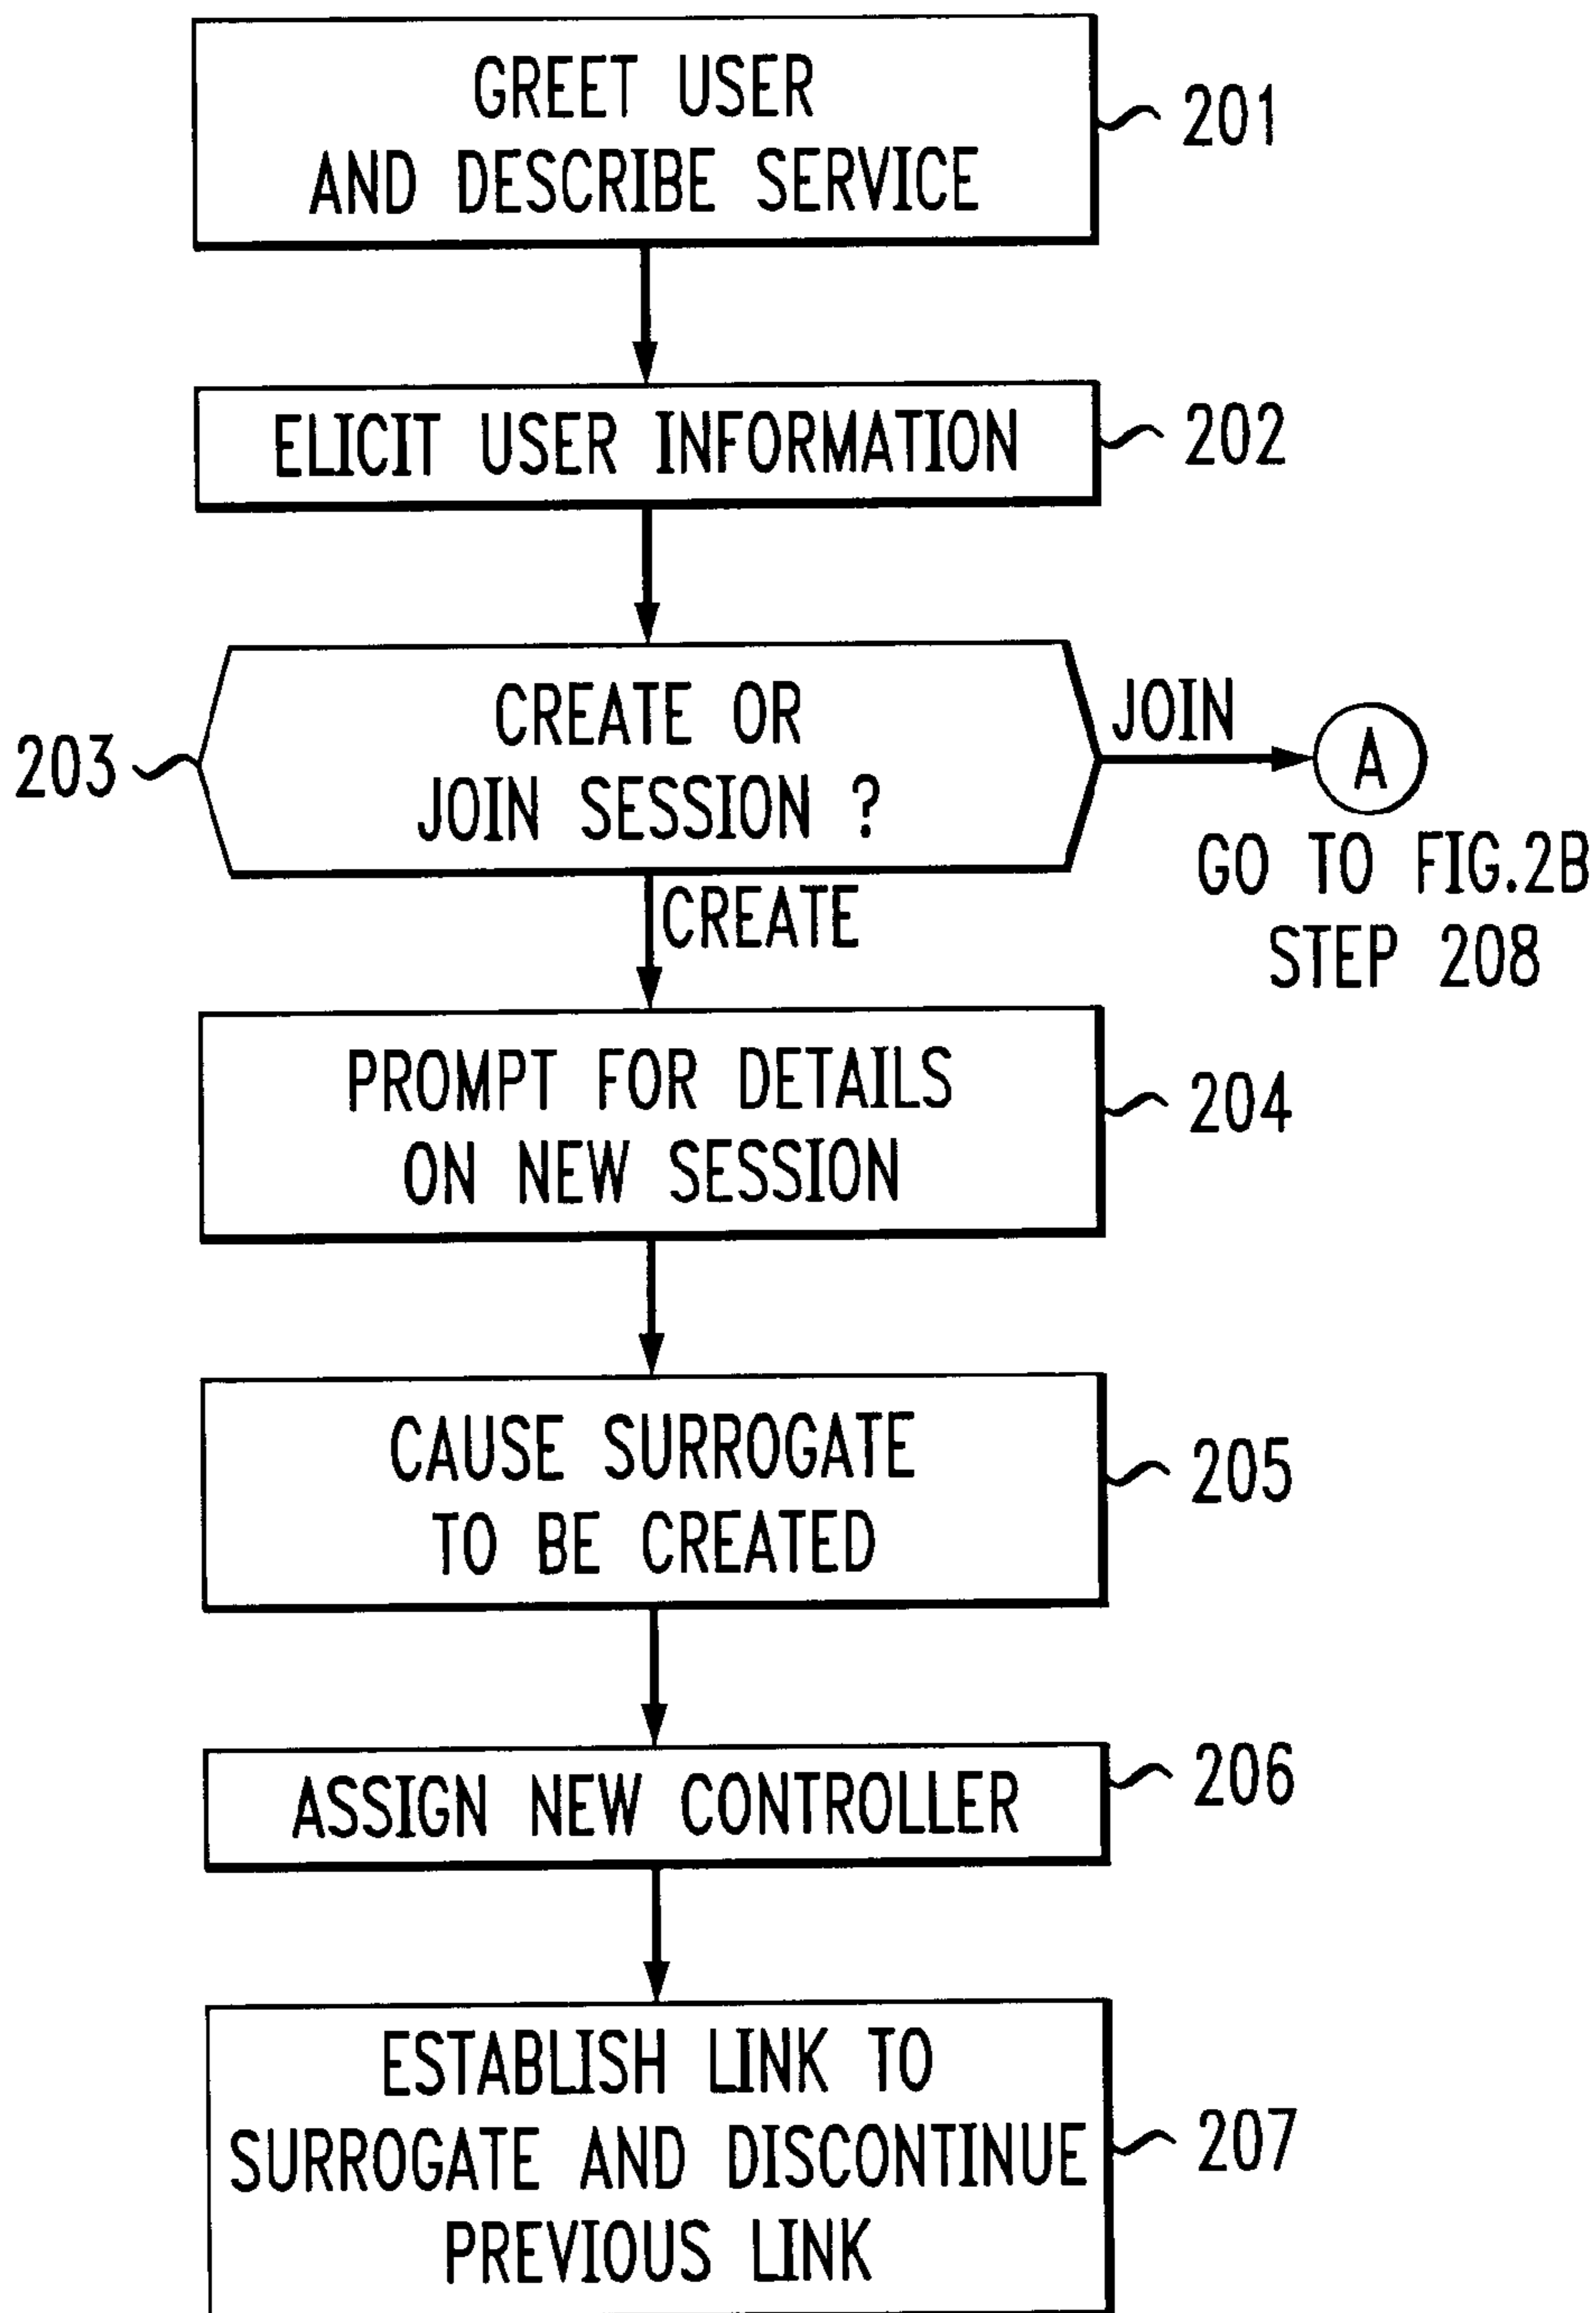 GREET USER
AND DESCRIBE SERVICE
201
ELICIT USER INFORMATION
202
CREATE OR
JOIN SESSION ?
203
JOIN
A
GO TO FIG.2B
STEP 208
CREATE
PROMPT FOR DETAILS
ON NEW SESSION
204
CAUSE SURROGATE
TO BE CREATED
205
ASSIGN NEW CONTROLLER
206
ESTABLISH LINK TO
SURROGATE AND DISCONTINUE
PREVIOUS LINK
207